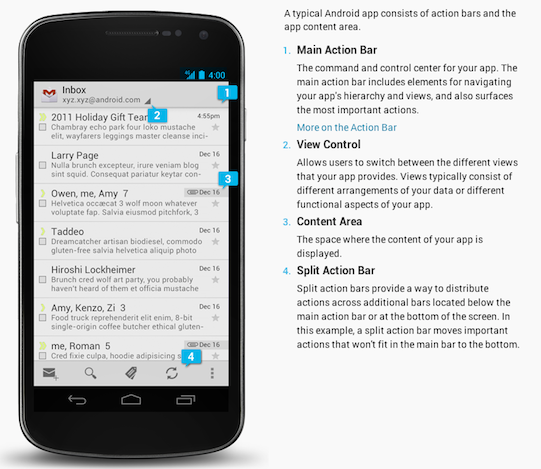 4:00
Inbox
xyz.xyz@android.com
1
2011 Holiday Gift Tea
2
4:55pm
Chambray echo park four loko mustache
elit, wayfarers leggings master cleanse inci-
Larry Page
Dec 16
Nulla brunch excepteur, irure veniam blog
sint squid. Consequat pariatur keytar con-
3
Owen, me, Amy 7
Dec 16
Helvetica occæcat 3 wolf moon whatever
voluptate fap. Salvia eiusmod pitchfork, 3
Taddeo
Dec 16
Dreamcatcher artisan biodiesel, commodo
gluten-free salvia helvetica aliquip photo
Hiroshi Lockheimer
Dec 16
Brunch cred wolf art party, you probably
haven't heard of them et officia mustache
Amy, Kenzo, Zi 3
Dec 16
Food truck reprehenderit elit enim, 8-bit
single-origin coffee butcher ethical gluten-
me, Roman 5
Dec 16
Cred fixie culpa, hoodie adipisicing
4
A typical Android app consists of action bars and the
app content area.
1. Main Action Bar
The command and control center for your app. The
main action bar includes elements for navigating
your app's hierarchy and views, and also surfaces
the most important actions.
More on the Action Bar
2. View Control
Allows users to switch between the different views
that your app provides. Views typically consist of
different arrangements of your data or different
functional aspects of your app.
3. Content Area
The space where the content of your app is
displayed.
4. Split Action Bar
Split action bars provide a way to distribute
actions across additional bars located below the
main action bar or at the bottom of the screen. In
this example, a split action bar moves important
actions that won't fit in the main bar to the bottom.